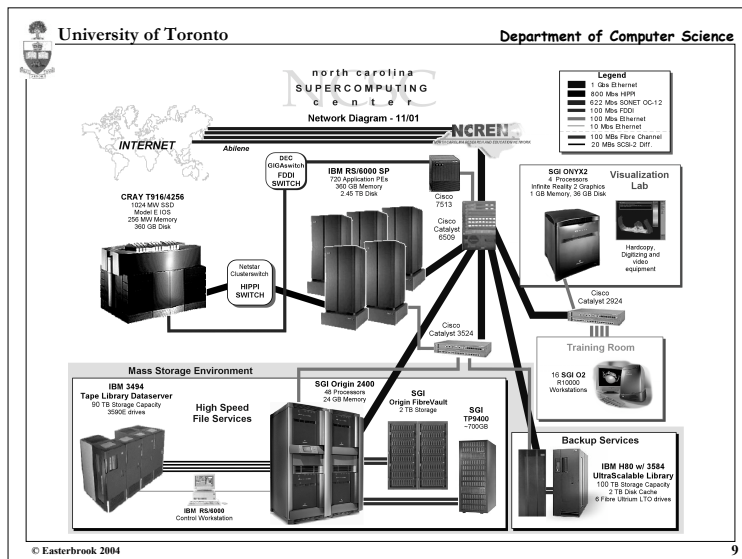 University of Toronto
Department of Computer Science
north carolina
NCSC
SUPERCOMPUTING
center
Network Diagram - 11/01
Legend
1 Gbs Ethernet
800 Mbs HIPPI
622 Mbs SONET OC-12
100 Mbs FDDI
100 Mbs Ethernet
10 Mbs Ethernet
100 MBs Fibre Channel
20 MBs SCSI-2 Diff.
INTERNET
Abilene
NCREN
NORTH CAROLINA RESEARCH AND EDUCATION NETWORK
DEC
GIGAswitch
FDDI
SWITCH
IBM RS/6000 SP
720 Application PEs
360 GB Memory
2.45 TB Disk
Cisco
7513
Cisco
Catalyst
6509
SGI ONYX2
4 Processors
Infinite Reality 2 Graphics
1 GB Memory, 36 GB Disk
Visualization
Lab
Hardcopy,
Digitizing and
video
equipment
CRAY T916/4256
1024 MW SSD
Model E IOS
256 MW Memory
360 GB Disk
Netstar
Clusterswitch
HIPPI
SWITCH
Cisco
Catalyst 2924
Cisco
Catalyst 3524
Training Room
16 SGI O2
R10000
Workstations
Mass Storage Environment
IBM 3494
Tape Library Dataserver
90 TB Storage Capacity
3590E drives
High Speed
File Services
SGI Origin 2400
48 Processors
24 GB Memory
SGI
Origin FibreVault
2 TB Storage
SGI
TP9400
~700GB
IBM RS/6000
Control Workstation
Backup Services
IBM H80 w/ 3584
UltraScalable Library
100 TB Storage Capacity
2 TB Disk Cache
6 Fibre Ultrium LTO drives
© Easterbrook 2004
9